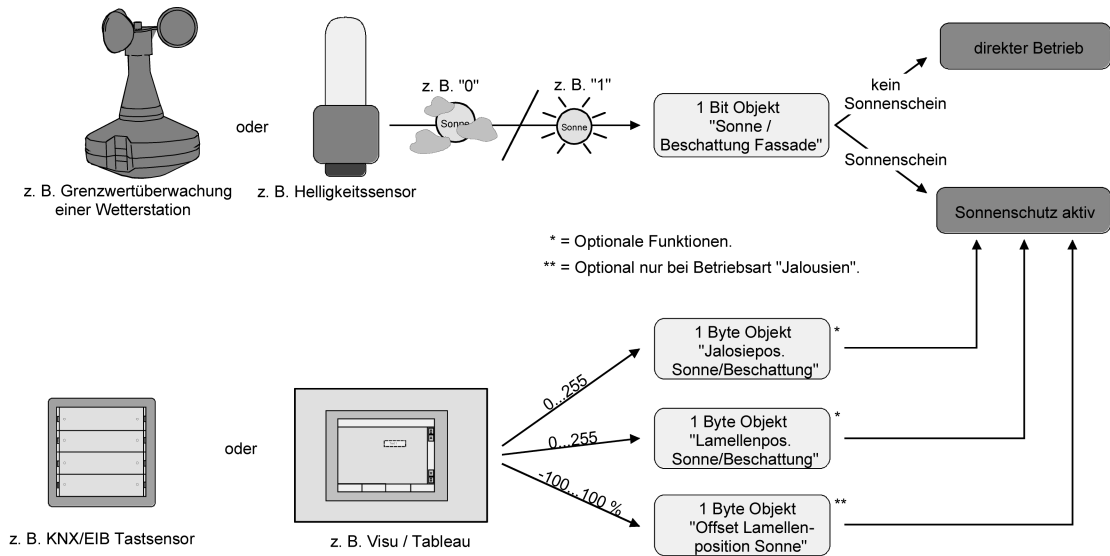 direkter Betrieb
kein
Sonnenschein
z. B. "0"
z. B. "1"
Sonne
Sonne
1 Bit Objekt
"Sonne /
Beschattung Fassade"
oder
Sonnenschein
z. B. Grenzwertüberwachung
einer Wetterstation
z. B. Helligkeitssensor
Sonnenschutz aktiv
* = Optionale Funktionen.
** = Optional nur bei Betriebsart "Jalousien".
1 Byte Objekt
"Jalosiepos.
Sonne/Beschattung"
*
0...255
1 Byte Objekt
"Lamellenpos.
Sonne/Beschattung"
*
0...255
oder
-100...100 %
1 Byte Objekt
"Offset Lamellen-
position Sonne"
**
z. B. KNX/EIB Tastsensor
z. B. Visu / Tableau